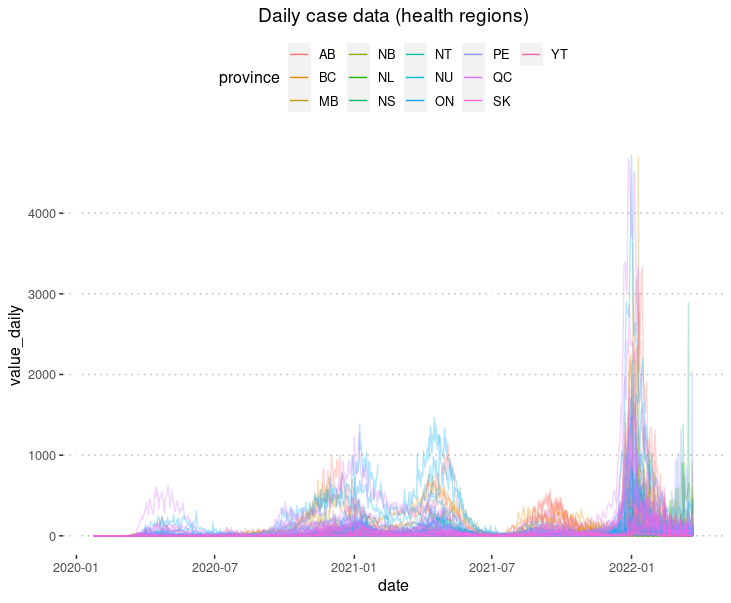 Daily case data (health regions)
province
AB NB NT PE YT
BC NL NU QC
MB NS ON SK
4000
3000
2000
1000
0
value_daily
2020-01 2020-07 2021-01 2021-07 2022-01
date